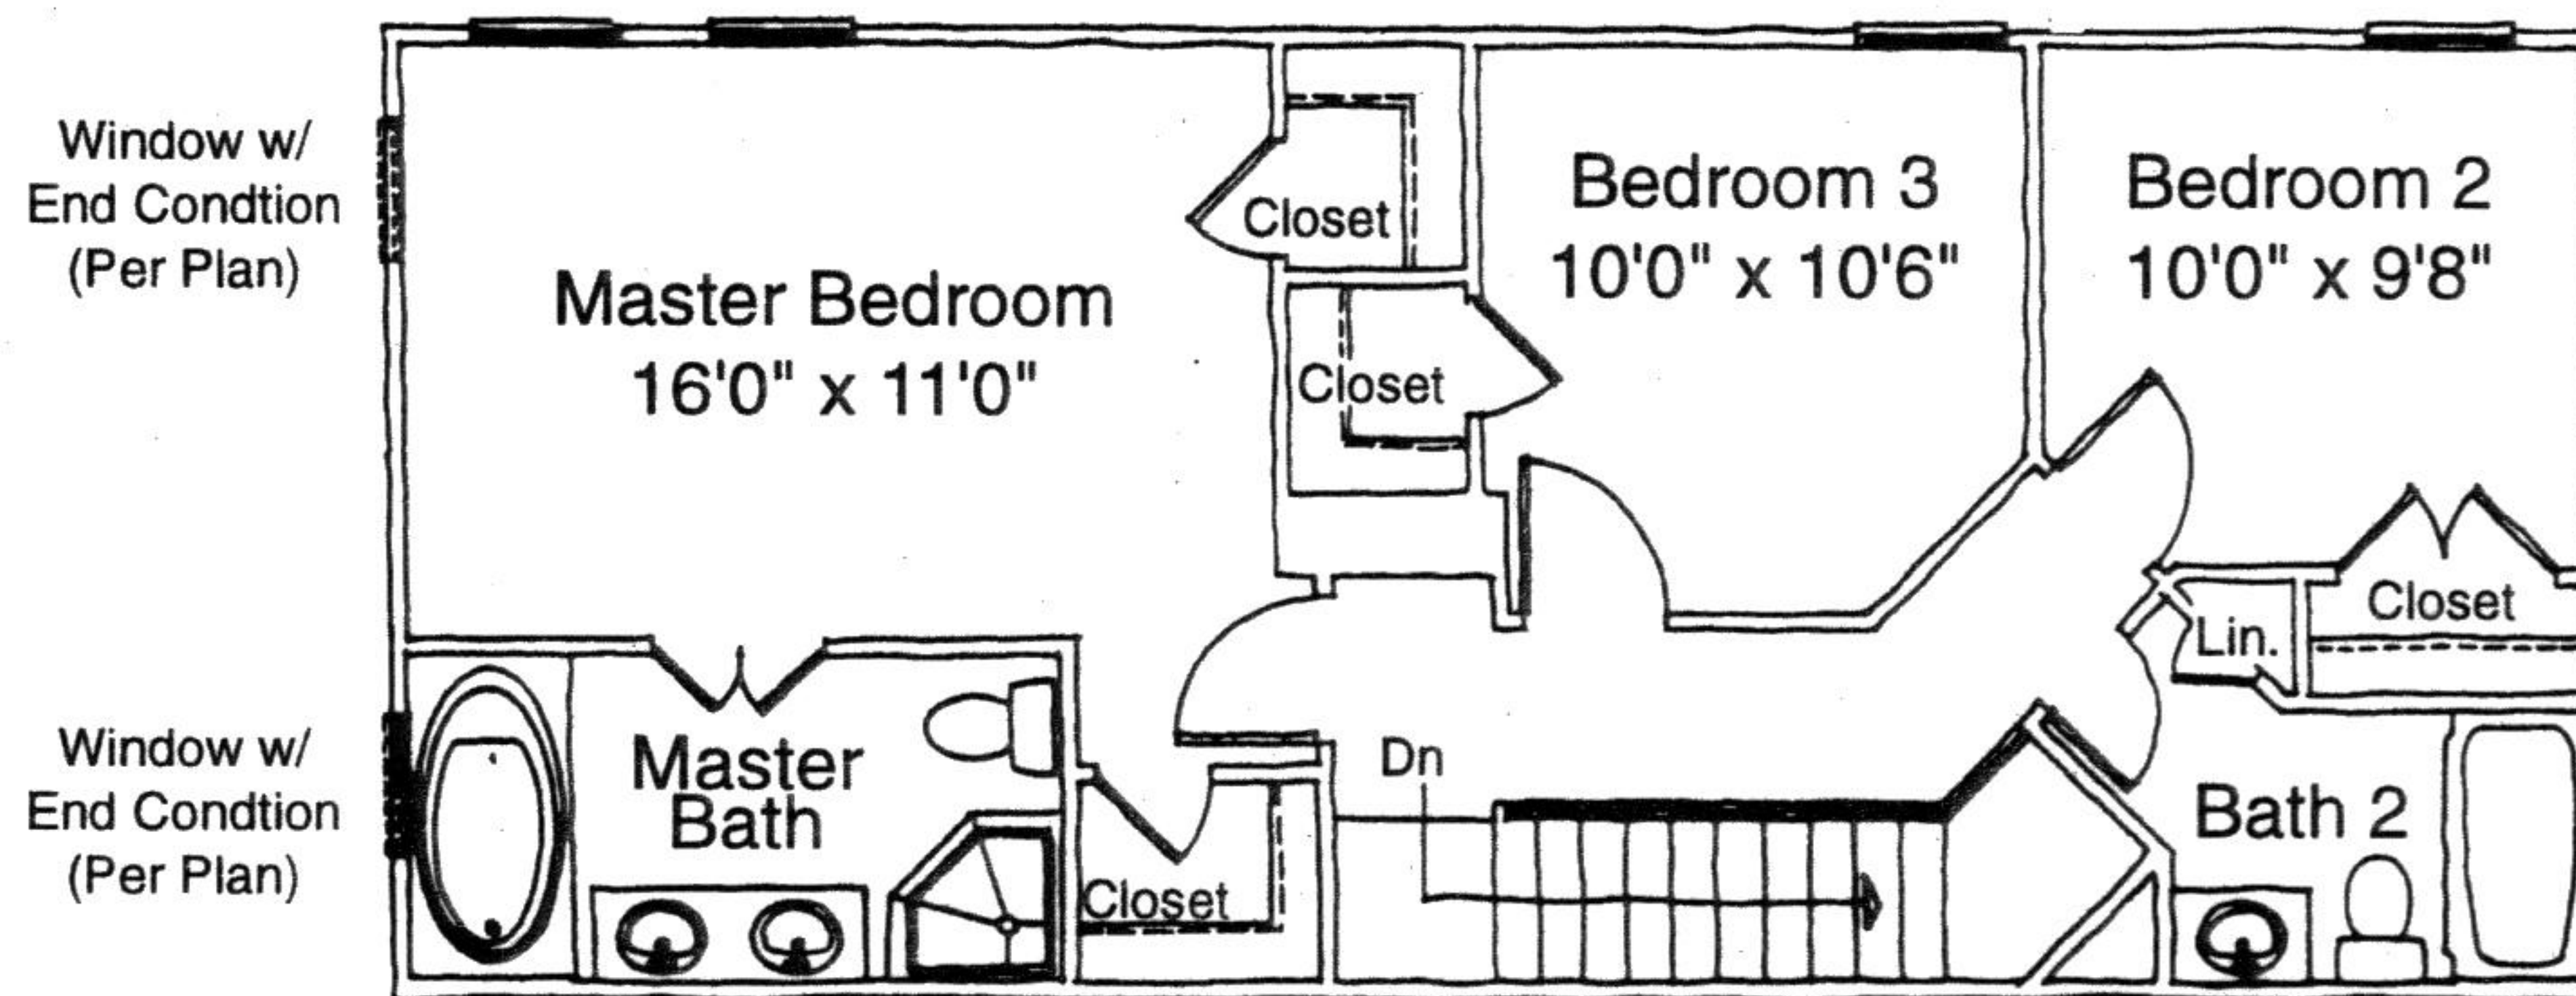 Window w/
End Condtion
(Per Plan)
Master Bedroom
16'0" x 11'0"
Closet
Closet
Bedroom 3
10'0" x 10'6"
Bedroom 2
10'0" x 9'8"
Closet
Lin.
Window w/
End Condtion
(Per Plan)
Master
Bath
Closet
Dn
Bath 2